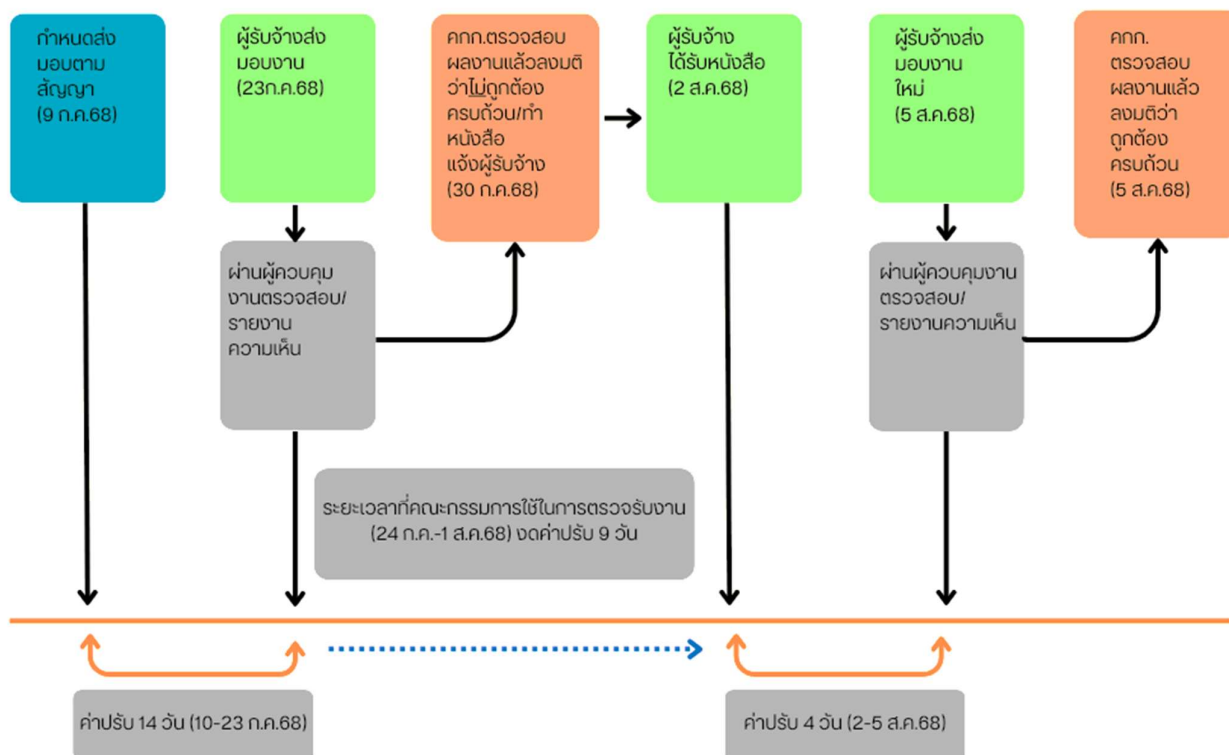 กำหนดส่ง
มอบตาม
สัญญา
(9 ก.ค.68)
ผู้รับจ้างส่ง
มอบงาน
(23ก.ค.68)
คกก.ตรวจสอบ
ผลงานแล้วลงมติ
ว่าไม่ถูกต้อง
ครบถ้วน/ทำ
หนังสือ
แจ้งผู้รับจ้าง
(30 ก.ค.68)
ผู้รับจ้าง
ได้รับหนังสือ
(2 ส.ค.68)
ผู้รับจ้างส่ง
มอบงาน
ใหม่
(5 ส.ค.68)
คกก.
ตรวจสอบ
ผลงานแล้ว
ลงมติว่า
ถูกต้อง
ครบถ้วน
(5 ส.ค.68)
ผ่านผู้ควบคุม
งานตรวจสอบ/
รายงาน
ความเห็น
ผ่านผู้ควบคุมงาน
ตรวจสอบ/
รายงานความเห็น
ระยะเวลาที่คณะกรรมการใช้ในการตรวจรับงาน
(24 ก.ค.-1 ส.ค.68) งดค่าปรับ 9 วัน
ค่าปรับ 14 วัน (10-23 ก.ค.68)
ค่าปรับ 4 วัน (2-5 ส.ค.68)